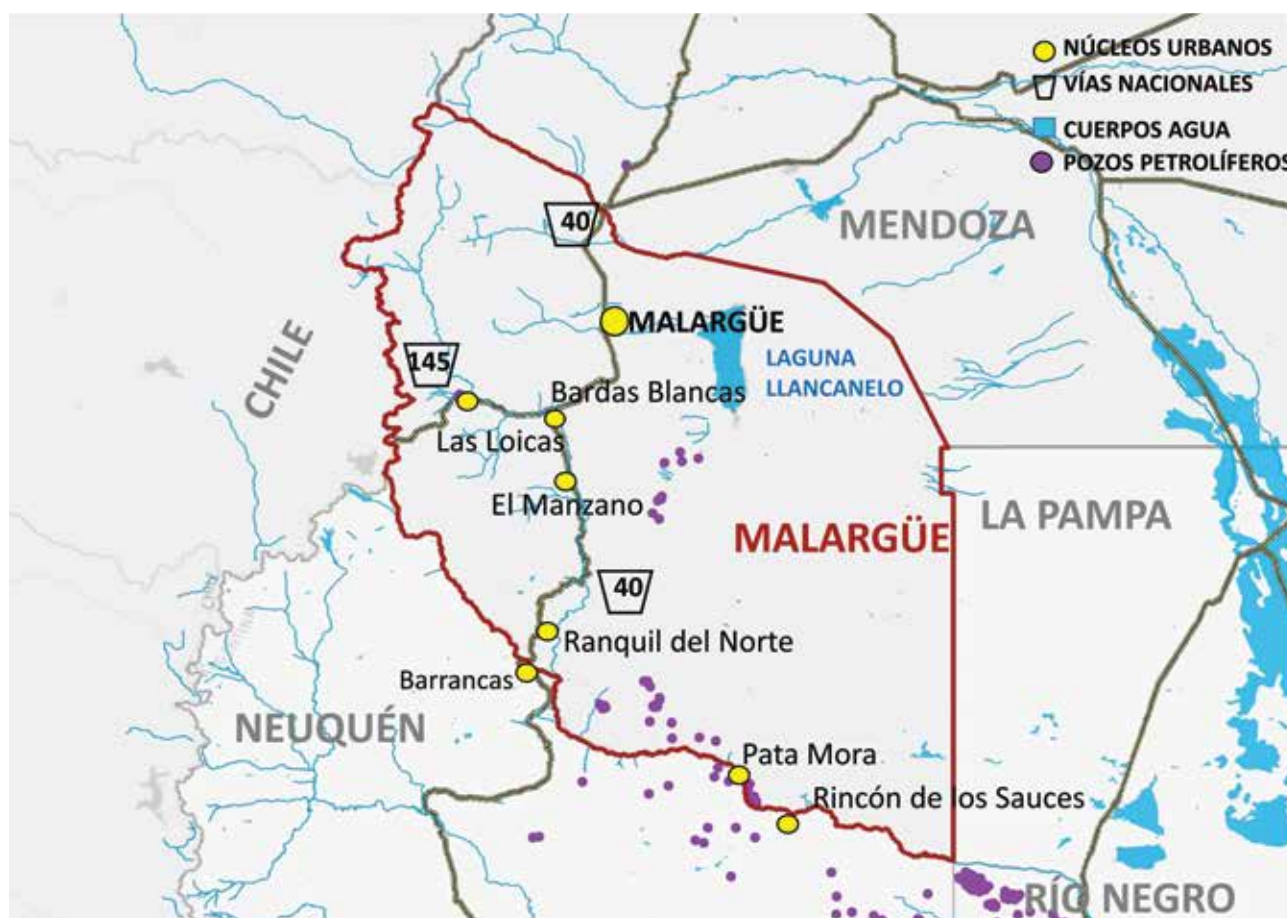 NÚCLEOS URBANOS
VÍAS NACIONALES
CUERPOS AGUA
POZOS PETROLÍFEROS
40
MENDOZA
MALARGÜE
CHILE
145
LAGUNA
LLANCANELO
Bardas Blancas
Las Loicas
El Manzano
LA PAMPA
MALARGÜE
40
Ranquil del Norte
Barrancas
NEUQUÉN
Pata Mora
Rincón de los Sauces
RÍO NEGRO